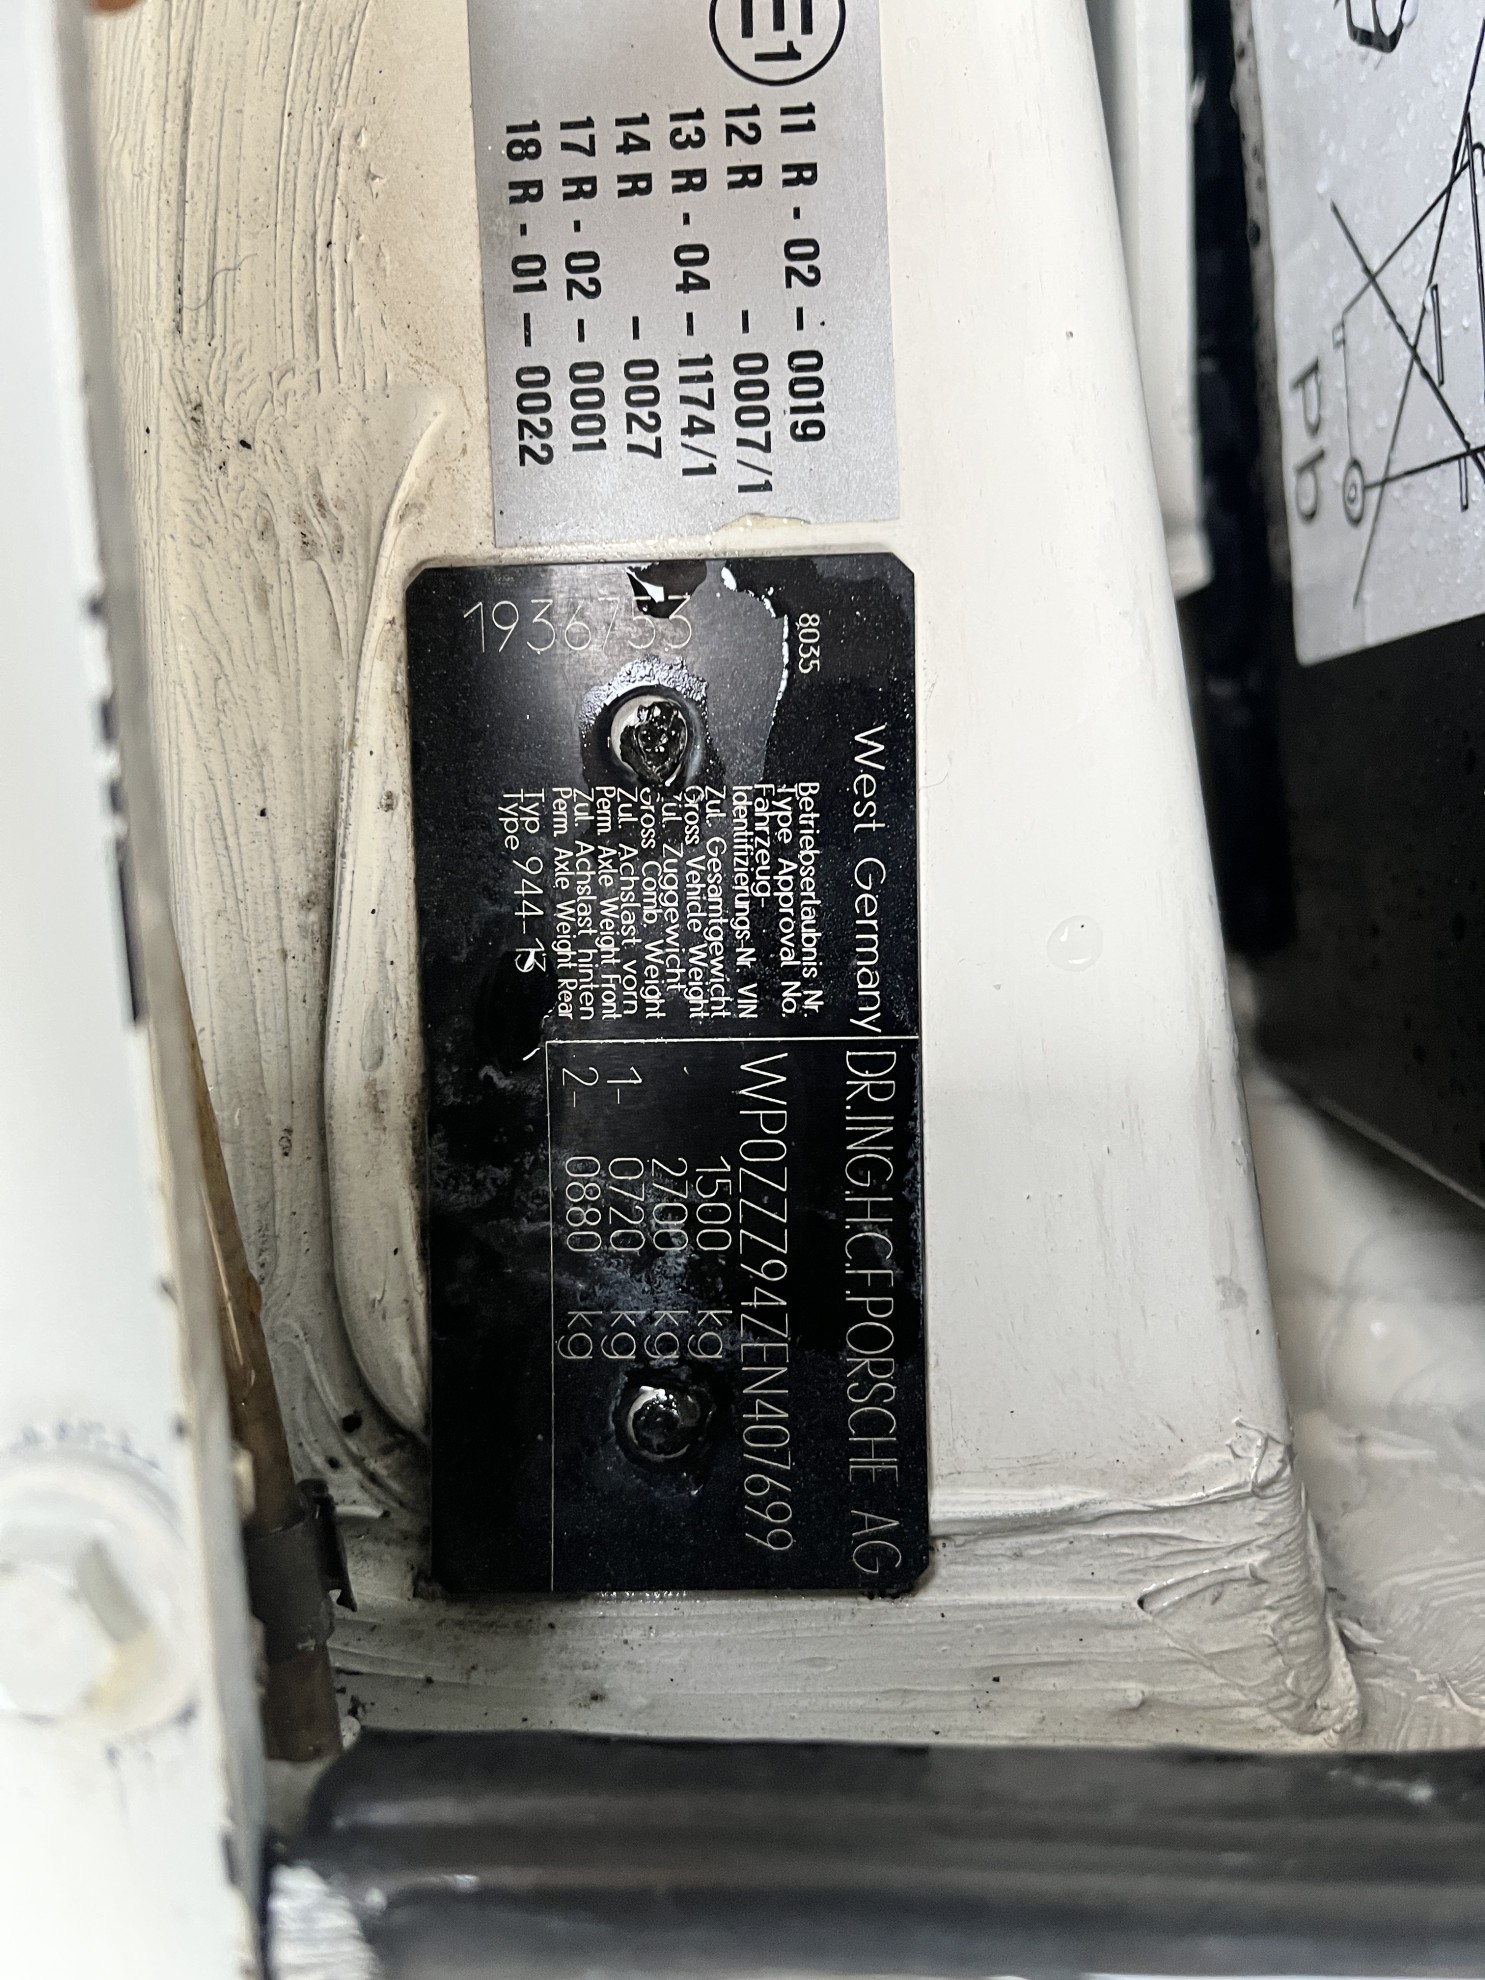 E1
11 R - 02 - 0019
12 R - 0007/1
13 R - 04 - 1174/1
14 R - 0027
17 R - 02 - 0001
18 R - 01 - 0022
Pb
West Germany DR.ING.H.C.F.PORSCHE AG
8035
Betriebserlaubnis Nr.
Type Approval No.
Fahrzeug-
Identifizierungs-Nr. VIN WP0ZZZ94ZEN407699
Zul. Gesamtgewicht
Gross Vehicle Weight 1500 kg
Zul. Zuggewicht
Gross Comb. Weight 2700 kg
Zul. Achslast vorn
Perm Axle Weight Front 1- 0720 kg
Zul. Achslast hinten
Perm. Axle Weight Rear 2- 0880 kg
Typ
Type 944-13
1936753